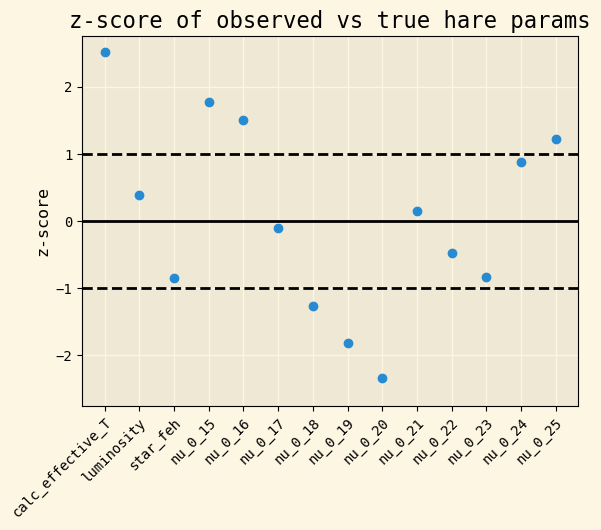 z-score of observed vs true hare params
z-score
2
1
0
−1
−2
calc_effective_T
luminosity
star_feh
nu_0_15
nu_0_16
nu_0_17
nu_0_18
nu_0_19
nu_0_20
nu_0_21
nu_0_22
nu_0_23
nu_0_24
nu_0_25